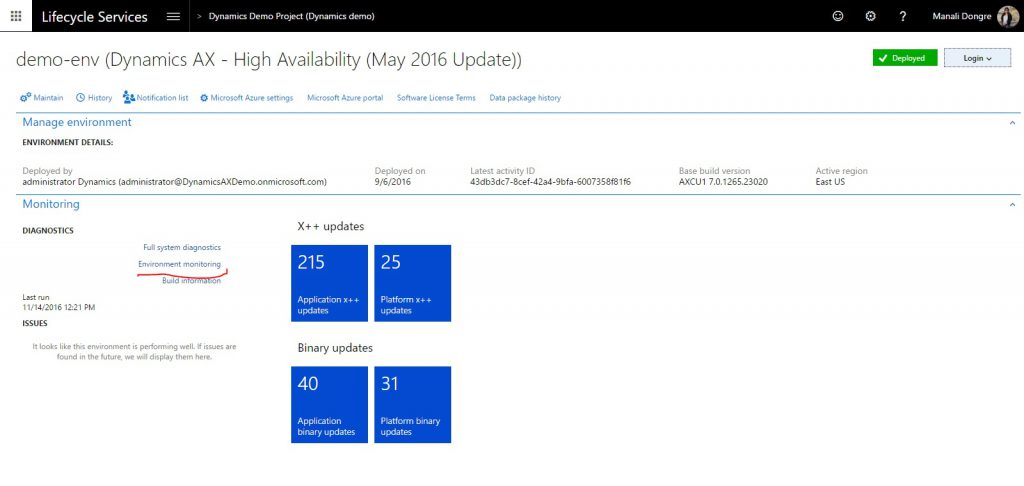 Lifecycle Services > Dynamics Demo Project (Dynamics demo) ? Manali Dongre
demo-env (Dynamics AX - High Availability (May 2016 Update))
Deployed
Login
Maintain History Notification list Microsoft Azure settings Microsoft Azure portal Software License Terms Data package history
Manage environment
ENVIRONMENT DETAILS:
Deployed by Deployed on Latest activity ID Base build version Active region
administrator Dynamics (administrator@DynamicsAXDemo.onmicrosoft.com) 9/6/2016 43db3dc7-8cef-42a4-9bfa-6007358f81f6 AXCU1 7.0.1265.23020 East US
Monitoring
DIAGNOSTICS
Full system diagnostics
Environment monitoring
Build information
Last run
11/14/2016 12:21 PM
ISSUES
It looks like this environment is performing well. If issues are
found in the future, we will display them here.
X++ updates
215
Application x++
updates
25
Platform x++
updates
Binary updates
40
Application
binary updates
31
Platform binary
updates